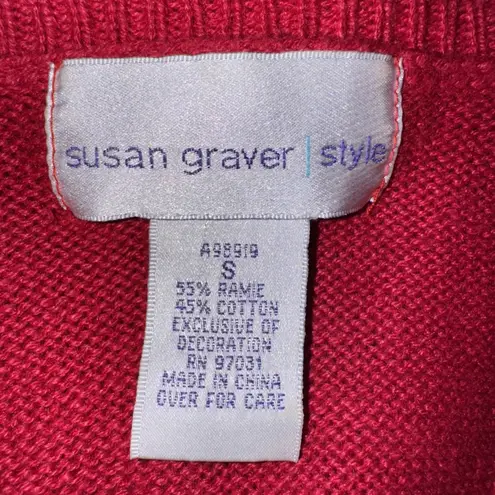 susan graver | style
A98919
S
55% RAMIE
45% COTTON
EXCLUSIVE OF
DECORATION
RN 97031
MADE IN CHINA
OVER FOR CARE